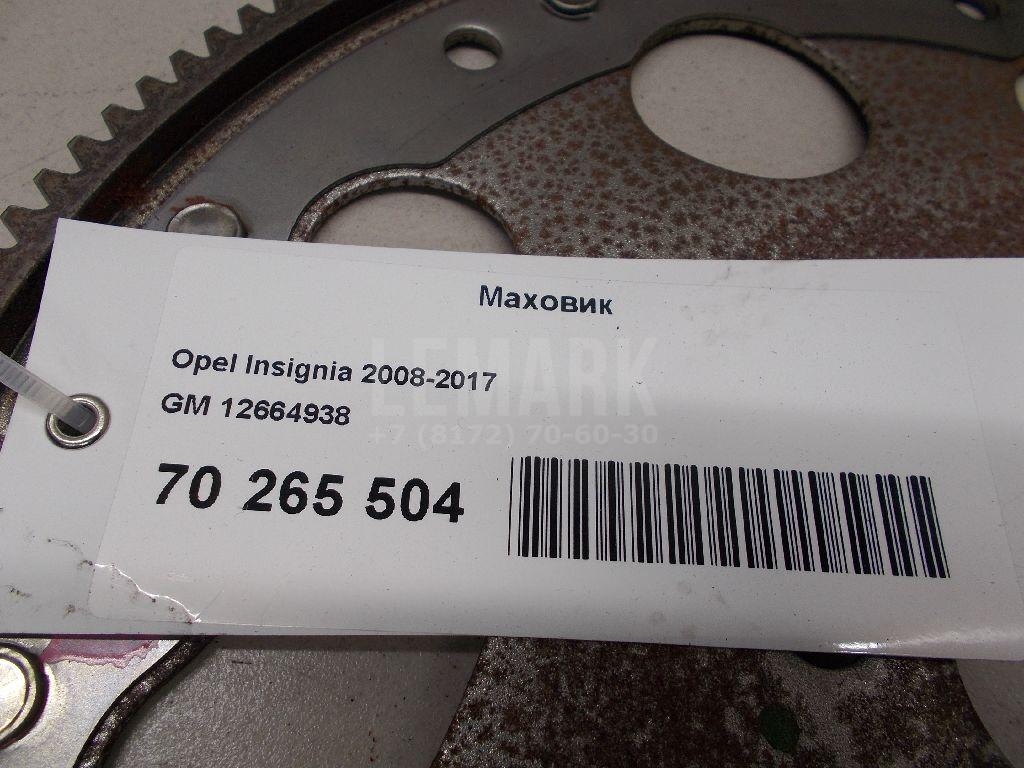 Маховик
Opel Insignia 2008-2017
GM 12664938
LEMARK
+7 (8172) 70-60-30
70 265 504